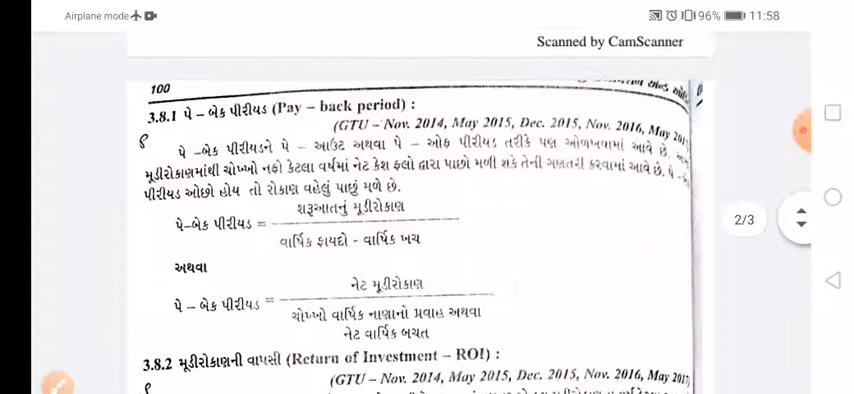 Airplane mode 96% 11:58
Scanned by CamScanner
100
3.8.1 પે – બેક પીરીયડ (Pay – back period) :
(GTU – Nov. 2014, May 2015, Dec. 2015, Nov. 2016, May 2017
પે –બેક પીરીયડને પે – આઉટ અથવા પે – ઓફ પીરીયડ તરીકે પણ ઓળખવામાં આવે છે.
મૂડીરોકાણમાંથી ચોખ્ખો નફો કેટલા વર્ષમાં નેટ કેશ ફ્લો દ્વારા પાછો મળી શકે તેની ગણતરી કરવામાં આવે છે. પે –
પીરીયડ ઓછો હોય તો રોકાણ વહેલું પાછું મળે છે.
પે–બેક પીરીયડ = શરૂઆતનું મૂડીરોકાણ
વાર્ષિક ફાયદો - વાર્ષિક ખચ
2/3
અથવા
પે – બેક પીરીયડ = નેટ મૂડીરોકાણ
ચોખ્ખો વાર્ષિક નાણાનો પ્રવાહ અથવા
નેટ વાર્ષિક બચત
3.8.2 મૂડીરોકાણની વાપસી (Return of Investment – ROI) :
(GTU – Nov. 2014, May 2015, Dec. 2015, Nov. 2016, May 2017